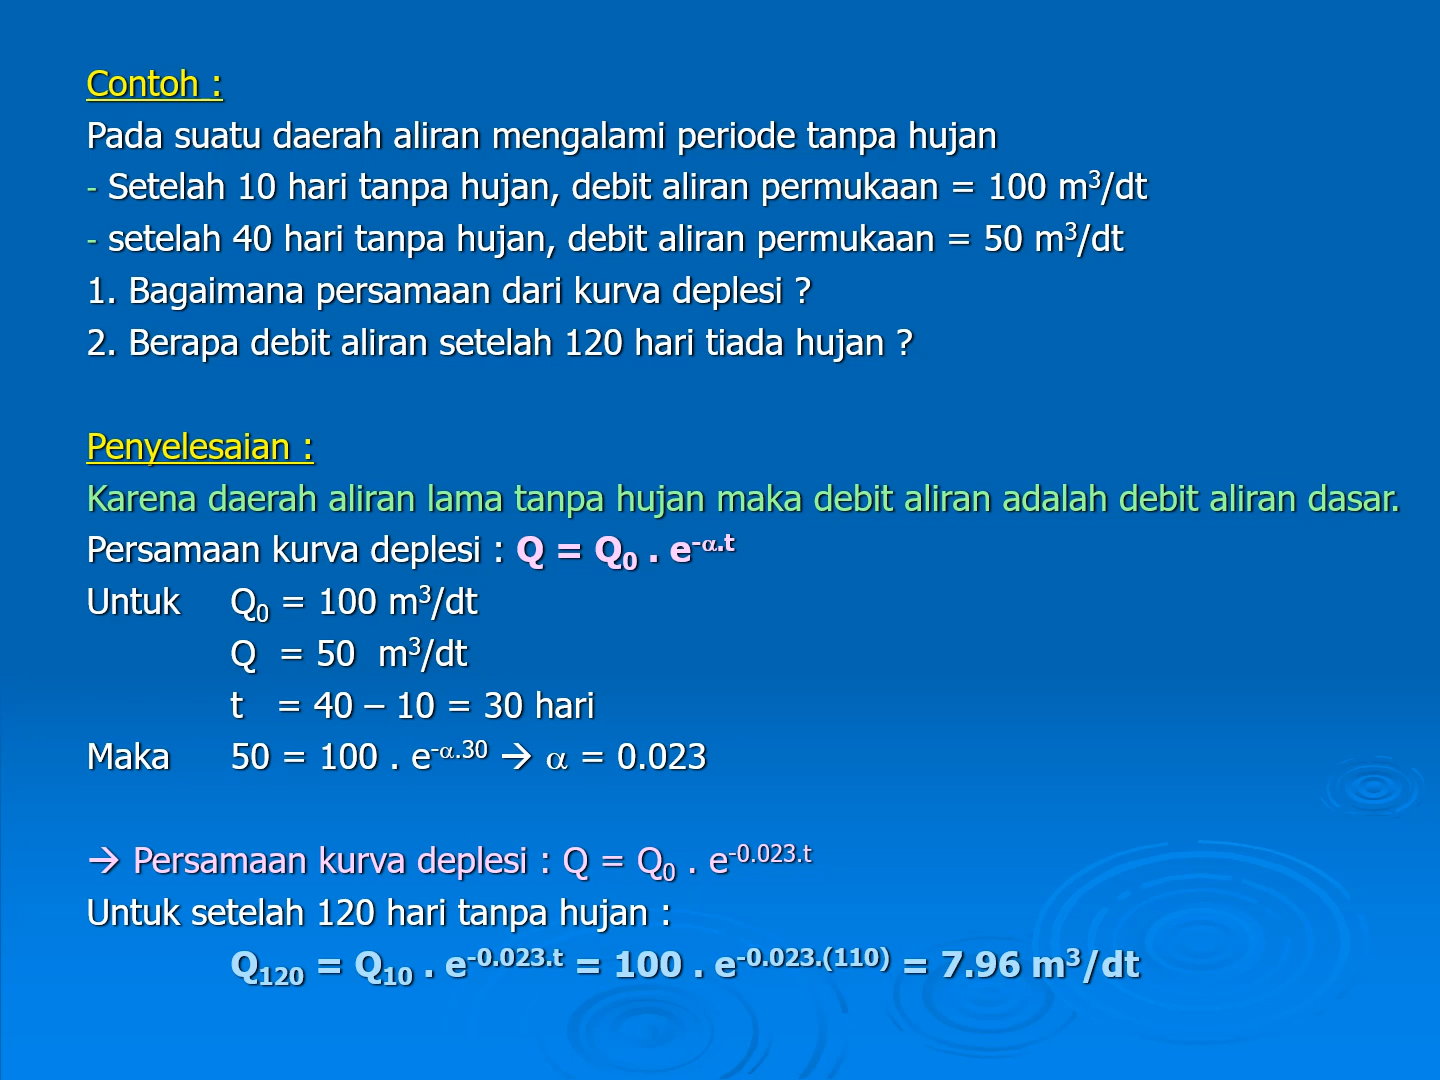 Contoh :
Pada suatu daerah aliran mengalami periode tanpa hujan
- Setelah 10 hari tanpa hujan, debit aliran permukaan = 100 m³/dt
- setelah 40 hari tanpa hujan, debit aliran permukaan = 50 m³/dt
1. Bagaimana persamaan dari kurva deplesi ?
2. Berapa debit aliran setelah 120 hari tiada hujan ?
Penyelesaian :
Karena daerah aliran lama tanpa hujan maka debit aliran adalah debit aliran dasar.
Persamaan kurva deplesi : Q = Q₀ . e^-α.t
Untuk Q₀ = 100 m³/dt
Q = 50 m³/dt
t = 40 – 10 = 30 hari
Maka 50 = 100 . e^-α.30 → α = 0.023
→ Persamaan kurva deplesi : Q = Q₀ . e^-0.023.t
Untuk setelah 120 hari tanpa hujan :
Q₁₂₀ = Q₁₀ . e^-0.023.t = 100 . e^-0.023.(110) = 7.96 m³/dt